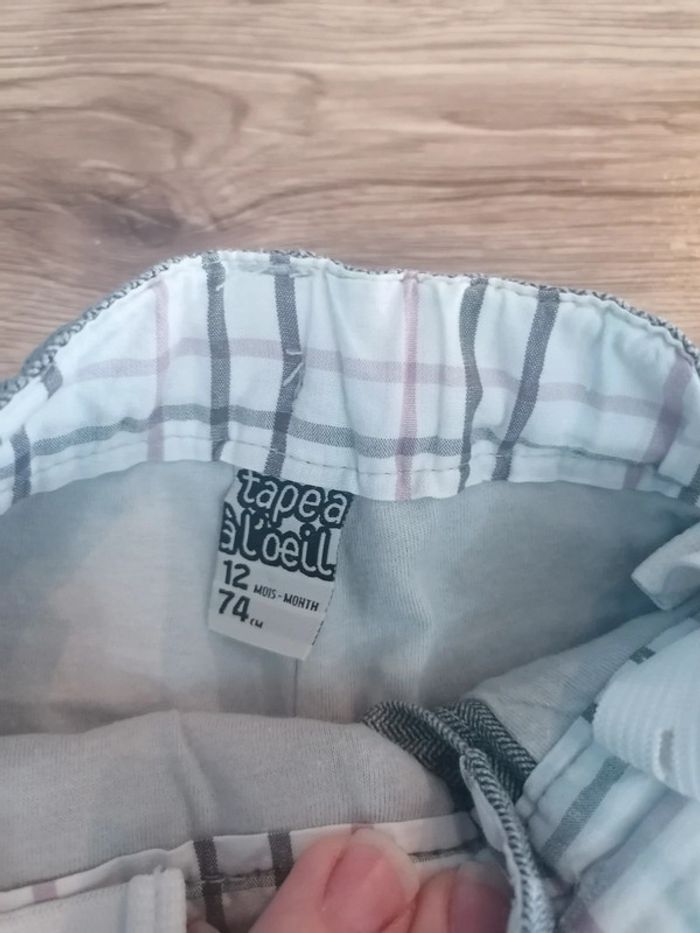 tapea
à l'oeil
12 MOIS-MONTH
74 CM